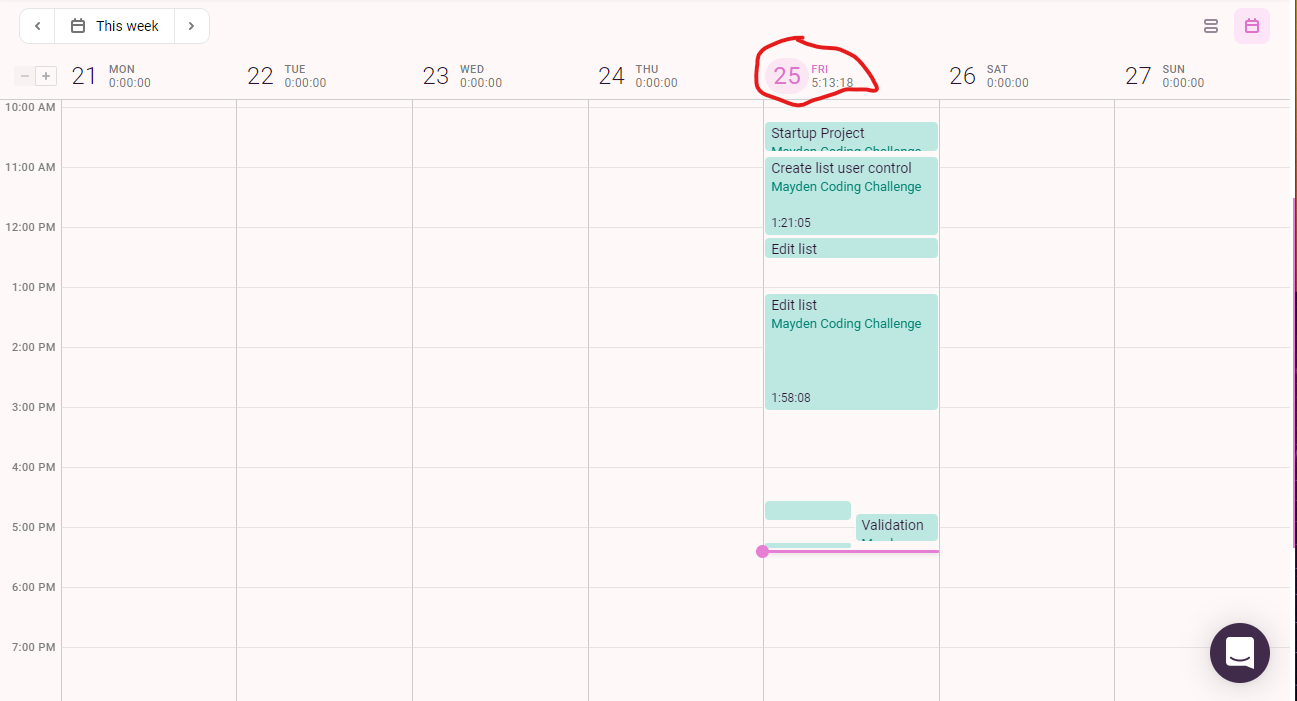 This week
21 MON 0:00:00
22 TUE 0:00:00
23 WED 0:00:00
24 THU 0:00:00
25 FRI 5:13:18
26 SAT 0:00:00
27 SUN 0:00:00
10:00 AM
Startup Project
Mayden Coding Challenge
11:00 AM
Create list user control
Mayden Coding Challenge
1:21:05
12:00 PM
Edit list
1:00 PM
Edit list
Mayden Coding Challenge
1:58:08
2:00 PM
3:00 PM
4:00 PM
5:00 PM
Validation
6:00 PM
7:00 PM